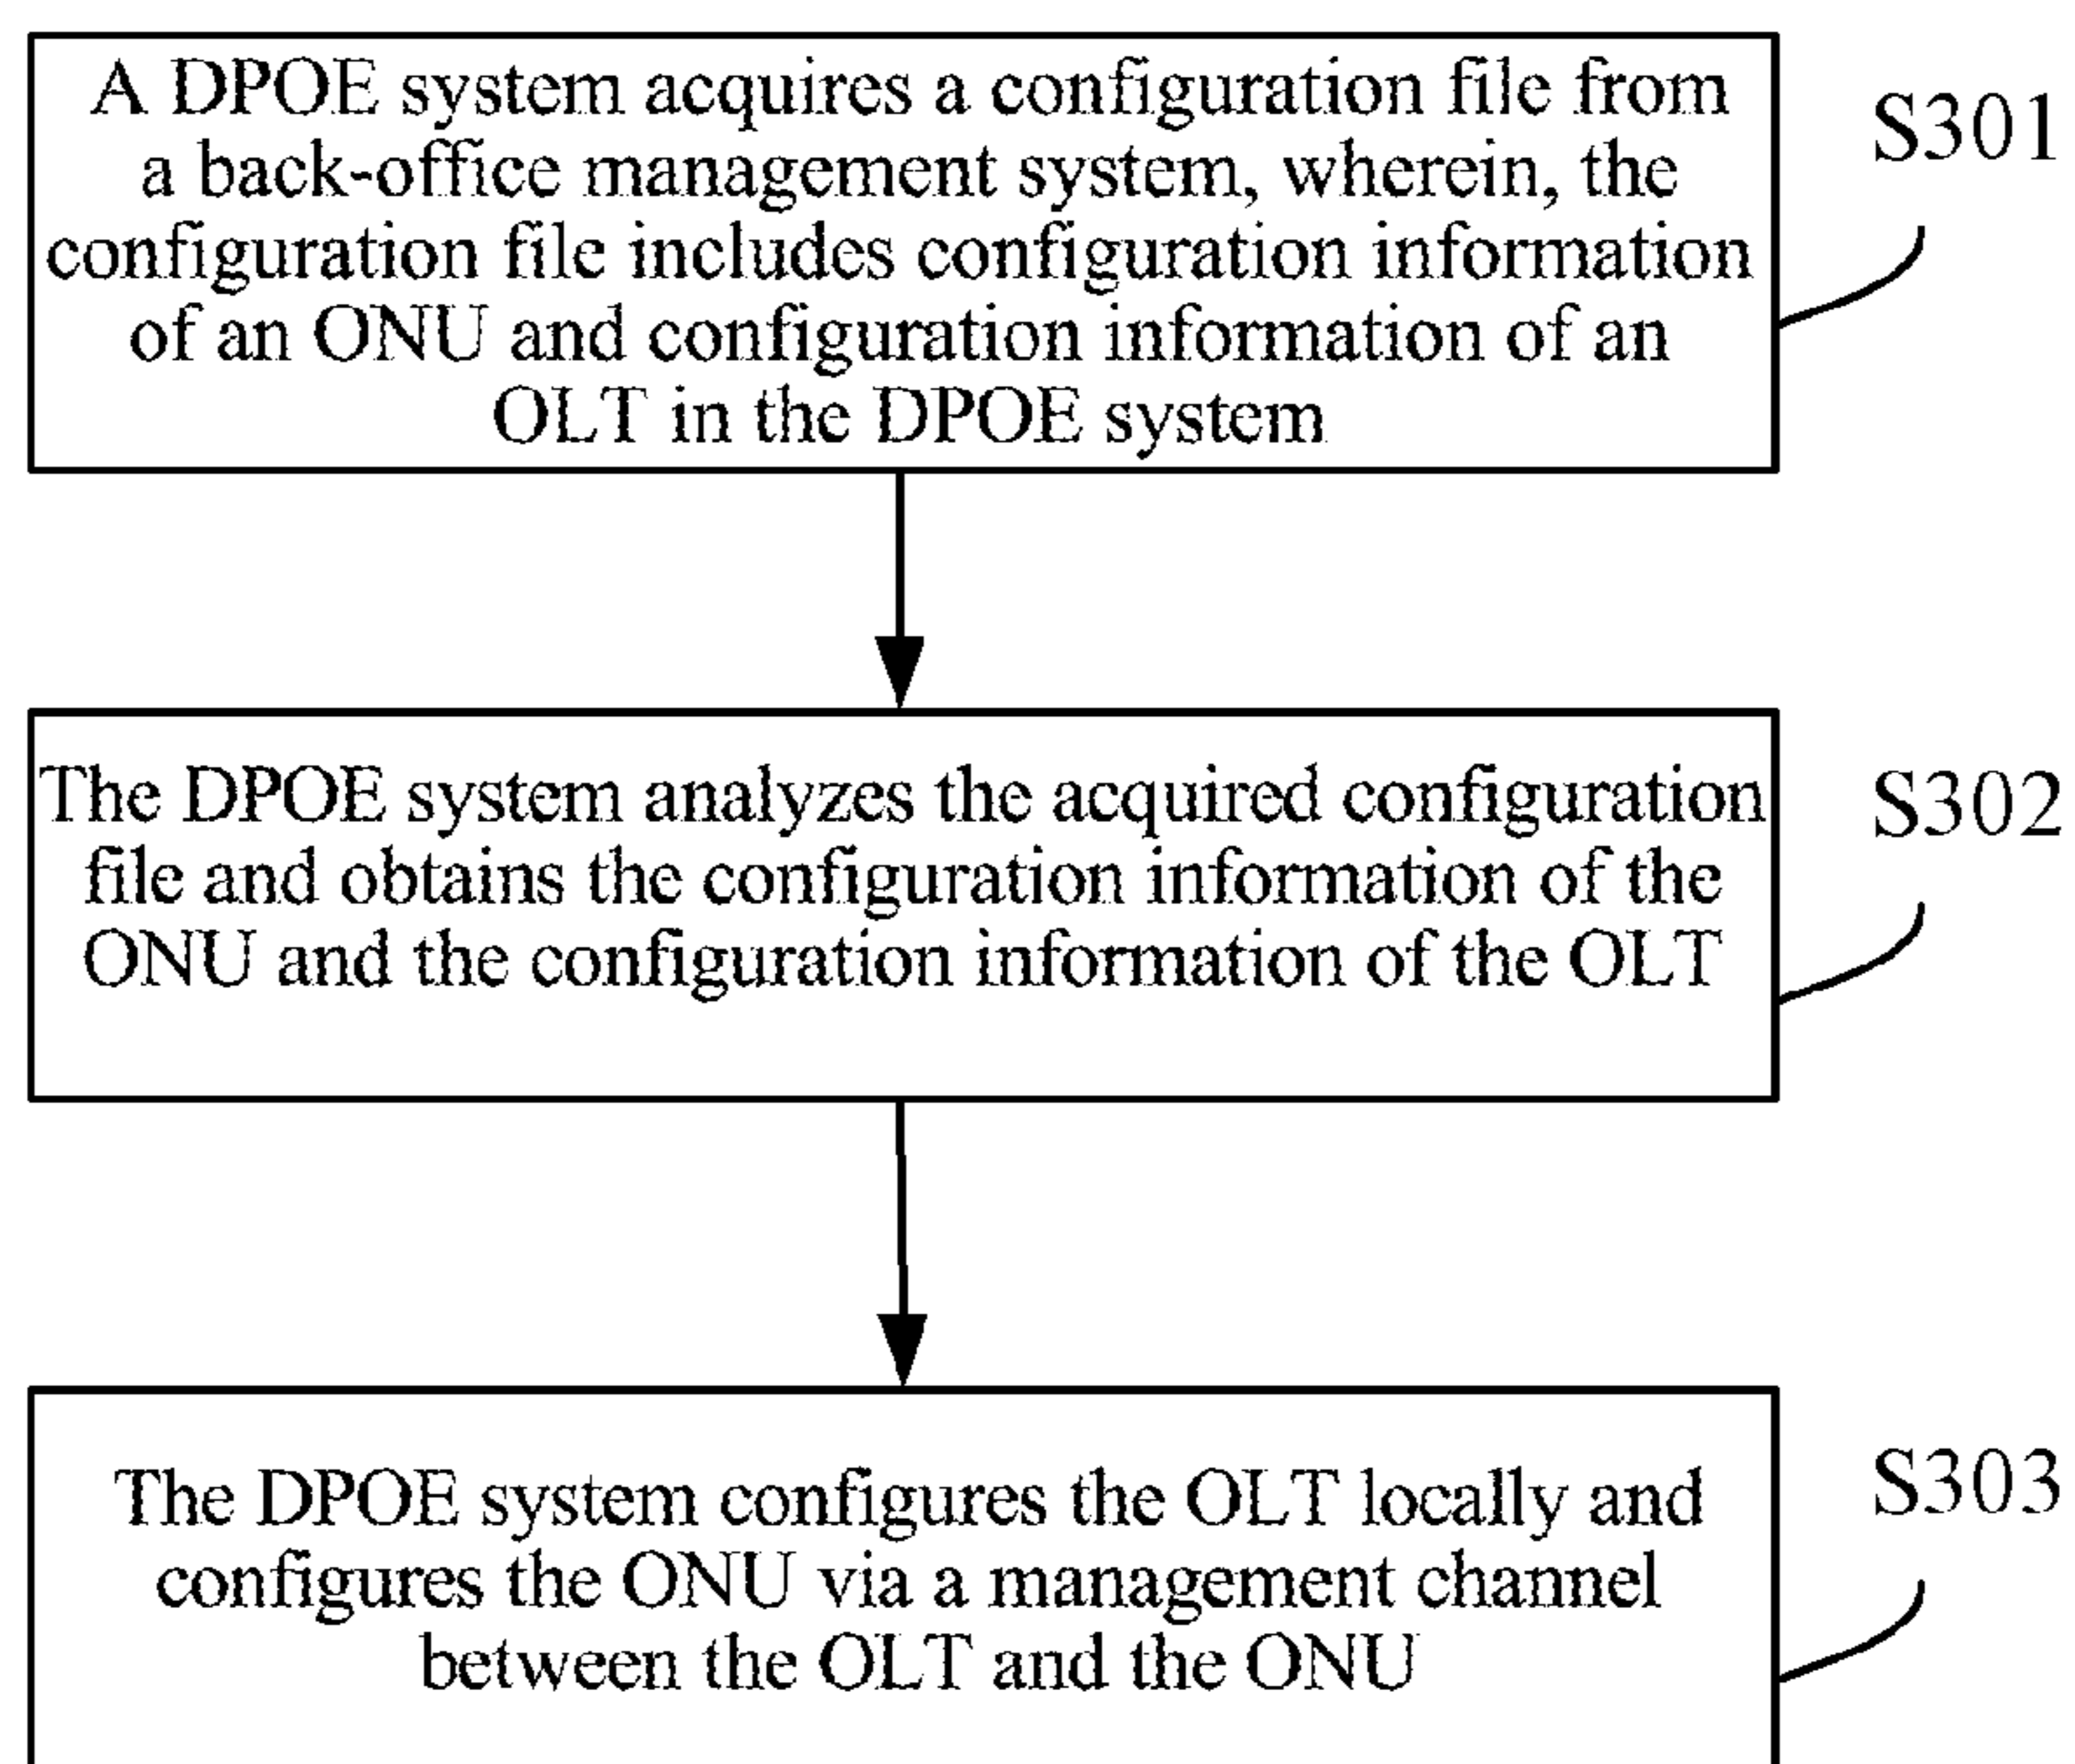 A DPOE system acquires a configuration file from
a back-office management system, wherein, the
configuration file includes configuration information
of an ONU and configuration information of an
OLT in the DPOE system
S301
The DPOE system analyzes the acquired configuration
file and obtains the configuration information of the
ONU and the configuration information of the OLT
S302
The DPOE system configures the OLT locally and
configures the ONU via a management channel
between the OLT and the ONU
S303